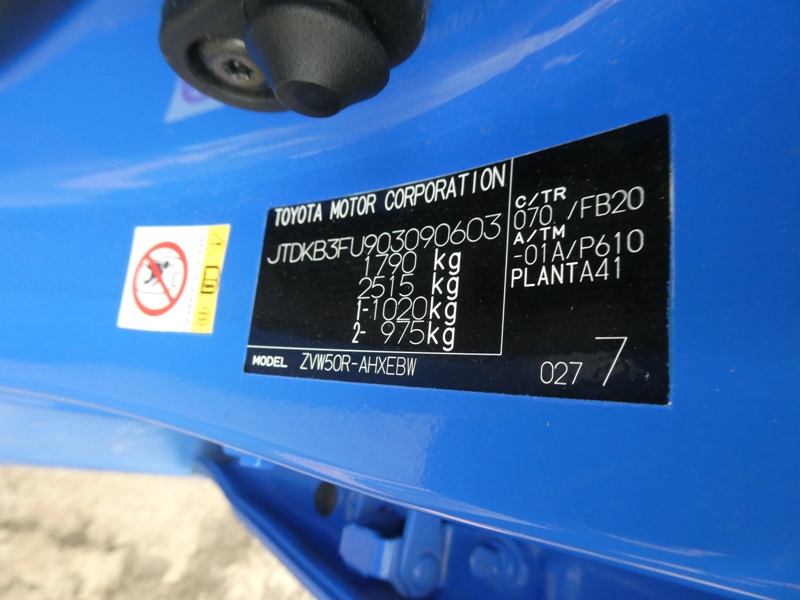 TOYOTA MOTOR CORPORATION
JTDKB3FU903090603
1790 kg
2515 kg
1-1020kg
2- 975kg
MODEL ZVW50R-AHXEBW
C/TR
070 /FB20
A/TM
-01A/P610
PLANTA41
027 7